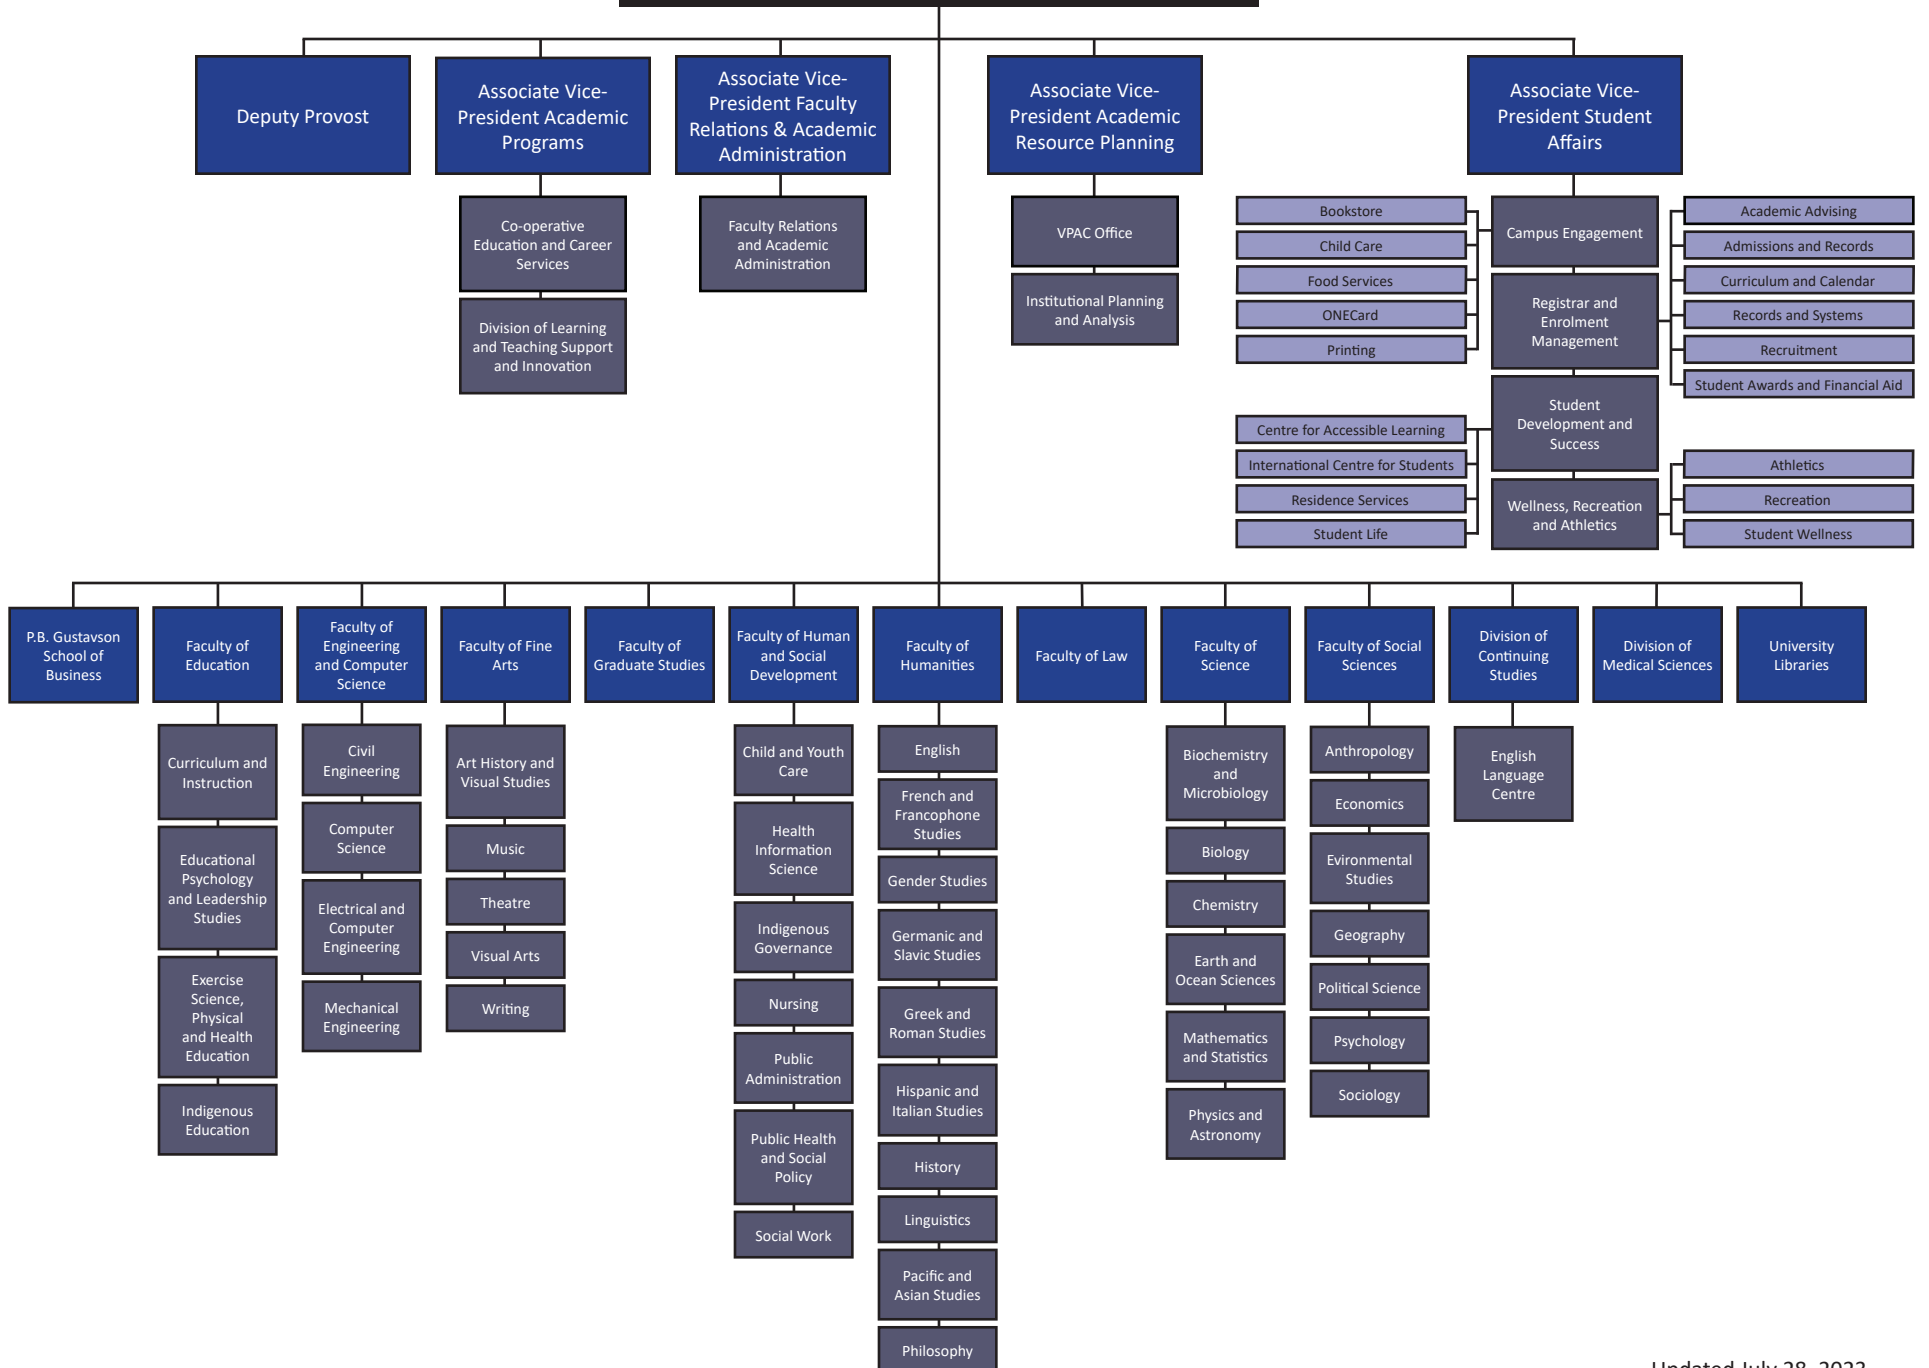 Deputy Provost
Associate Vice-
President Academic
Programs
Associate Vice-
President Faculty
Relations & Academic
Administration
Associate Vice-
President Academic
Resource Planning
Associate Vice-
President Student
Affairs
Co-operative
Education and Career
Services
Division of Learning
and Teaching Support
and Innovation
Faculty Relations
and Academic
Administration
VPAC Office
Institutional Planning
and Analysis
Bookstore
Child Care
Food Services
ONECard
Printing
Campus Engagement
Registrar and
Enrolment
Management
Student
Development and
Success
Wellness, Recreation
and Athletics
Academic Advising
Admissions and Records
Curriculum and Calendar
Records and Systems
Recruitment
Student Awards and Financial Aid
Centre for Accessible Learning
International Centre for Students
Residence Services
Student Life
Athletics
Recreation
Student Wellness
P.B. Gustavson
School of
Business
Faculty of
Education
Faculty of
Engineering
and Computer
Science
Faculty of Fine
Arts
Faculty of
Graduate Studies
Faculty of Human
and Social
Development
Faculty of
Humanities
Faculty of Law
Faculty of
Science
Faculty of Social
Sciences
Division of
Continuing
Studies
Division of
Medical Sciences
University
Libraries
Curriculum and
Instruction
Educational
Psychology
and Leadership
Studies
Exercise
Science,
Physical
and Health
Education
Indigenous
Education
Civil
Engineering
Computer
Science
Electrical and
Computer
Engineering
Mechanical
Engineering
Art History and
Visual Studies
Music
Theatre
Visual Arts
Writing
Child and Youth
Care
Health
Information
Science
Indigenous
Governance
Nursing
Public
Administration
Public Health
and Social
Policy
Social Work
English
French and
Francophone
Studies
Gender Studies
Germanic and
Slavic Studies
Greek and
Roman Studies
Hispanic and
Italian Studies
History
Linguistics
Pacific and
Asian Studies
Philosophy
Biochemistry
and
Microbiology
Biology
Chemistry
Earth and
Ocean Sciences
Mathematics
and Statistics
Physics and
Astronomy
Anthropology
Economics
Evironmental
Studies
Geography
Political Science
Psychology
Sociology
English
Language
Centre
Updated July 28, 2023